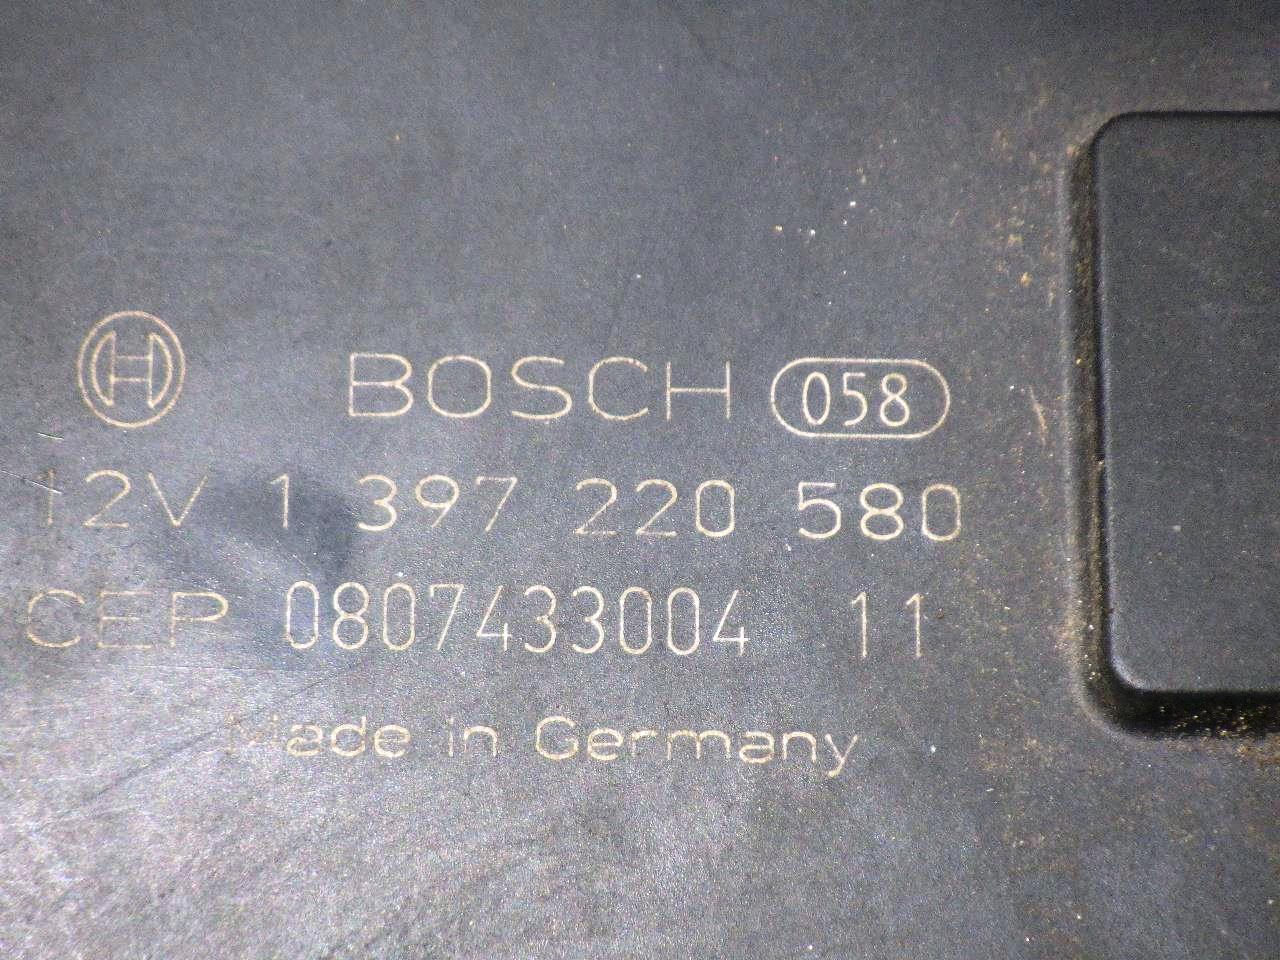 BOSCH 058
12V 1 397 220 580
CEP 0807433004 11
Made in Germany